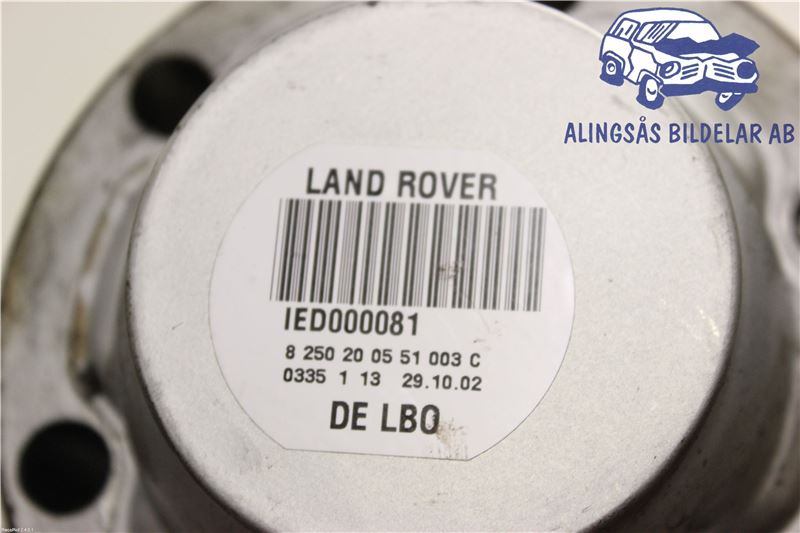 ALINGSÅS BILDELAR AB
LAND ROVER
IED000081
8 250 20 05 51 003 C
0335 1 13 29.10.02
DE LBO